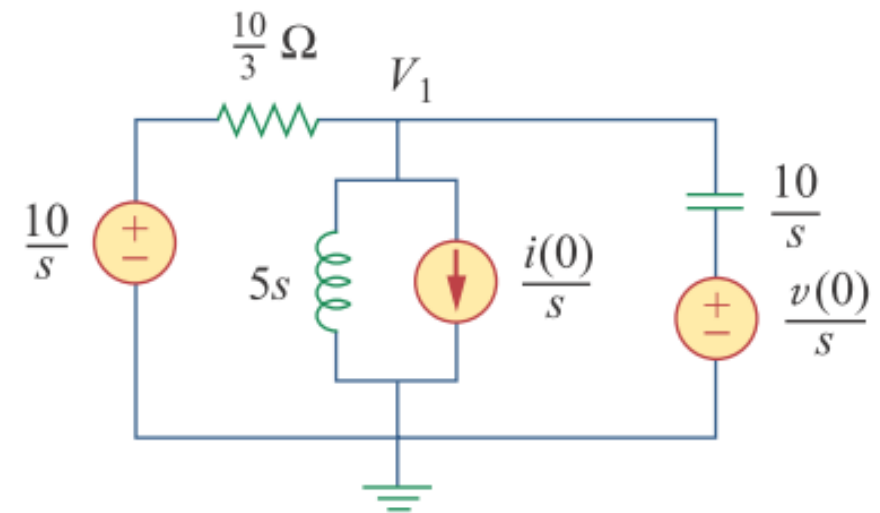 10/3 Ω
V₁
10/s
+
−
5s
i(0)/s
10/s
+
−
v(0)/s